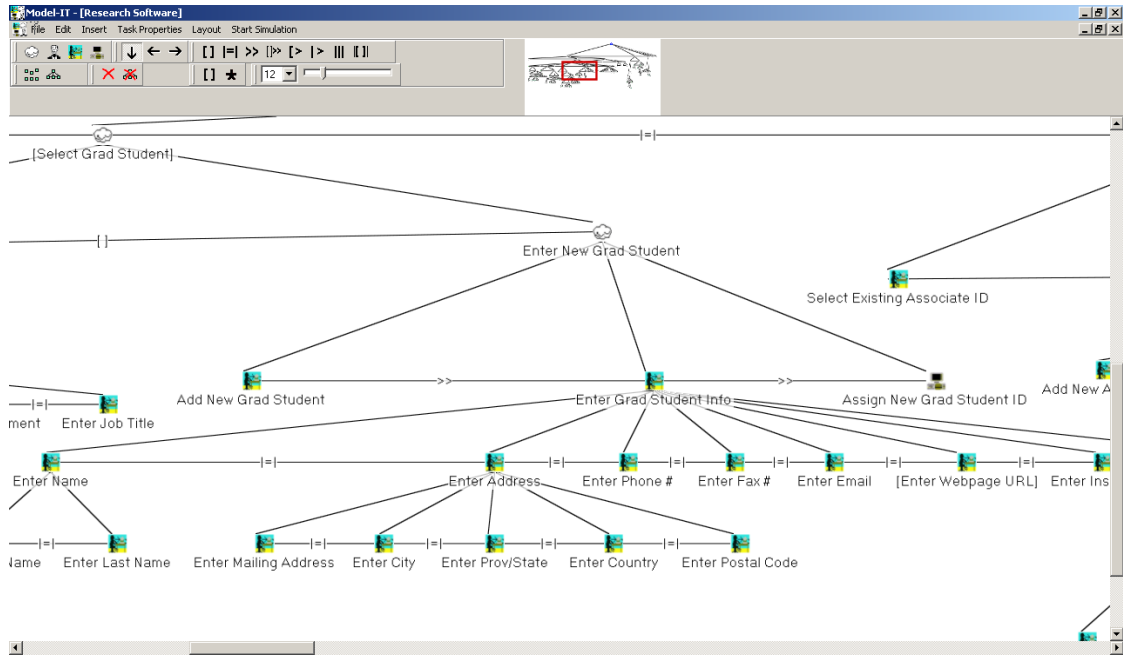 Model-IT - [Research Software]
File Edit Insert Task Properties Layout Start Simulation
[ ] |=| >> []>> [> |> ||| |[]|
[ ] * 12
|=|
[Select Grad Student]
[ ]
Enter New Grad Student
Select Existing Associate ID
>> >>
Add New Grad Student Enter Grad Student Info Assign New Grad Student ID Add New A
|=|
ment Enter Job Title
|=| |=| |=| |=| |=| |=|
Enter Name Enter Address Enter Phone # Enter Fax # Enter Email [Enter Webpage URL] Enter Ins
|=| |=| |=| |=| |=|
Name Enter Last Name Enter Mailing Address Enter City Enter Prov/State Enter Country Enter Postal Code